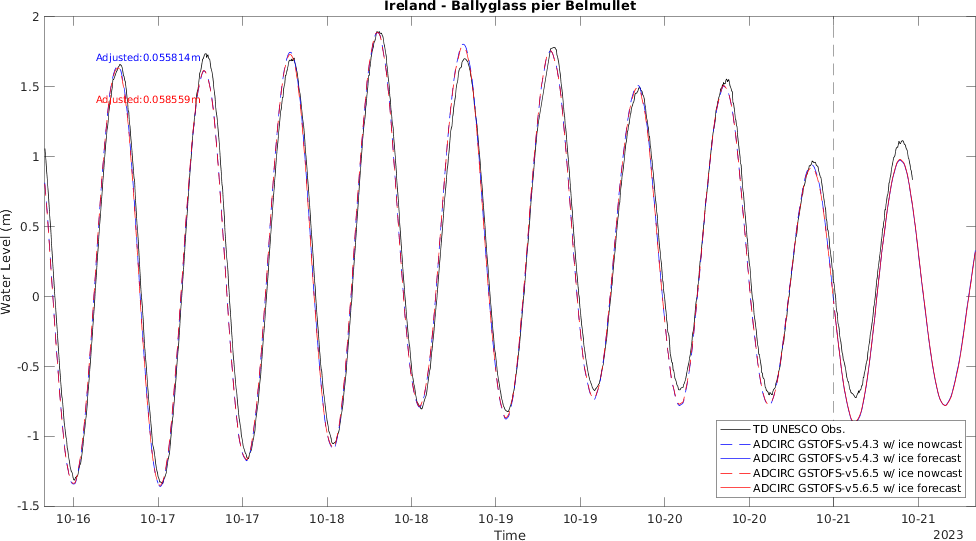 Ireland - Ballyglass pier Belmullet
Adjusted:0.055814m
Adjusted:0.058559m
Water Level (m)
2
1.5
1
0.5
0
-0.5
-1
-1.5
TD UNESCO Obs.
ADCIRC GSTOFS-v5.4.3 w/ ice nowcast
ADCIRC GSTOFS-v5.4.3 w/ ice forecast
ADCIRC GSTOFS-v5.6.5 w/ ice nowcast
ADCIRC GSTOFS-v5.6.5 w/ ice forecast
10-16 10-17 10-17 10-18 10-18 10-19 10-19 10-20 10-20 10-21 10-21
Time
2023